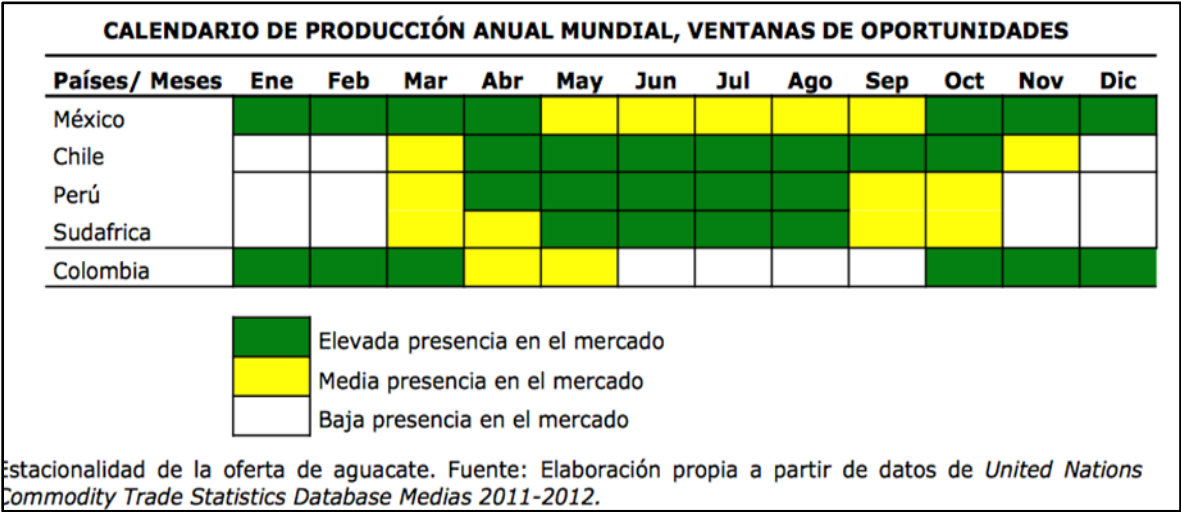 CALENDARIO DE PRODUCCIÓN ANUAL MUNDIAL, VENTANAS DE OPORTUNIDADES
Países/ Meses Ene Feb Mar Abr May Jun Jul Ago Sep Oct Nov Dic
México
Chile
Perú
Sudafrica
Colombia
Elevada presencia en el mercado
Media presencia en el mercado
Baja presencia en el mercado
Estacionalidad de la oferta de aguacate. Fuente: Elaboración propia a partir de datos de United Nations
Commodity Trade Statistics Database Medias 2011-2012.